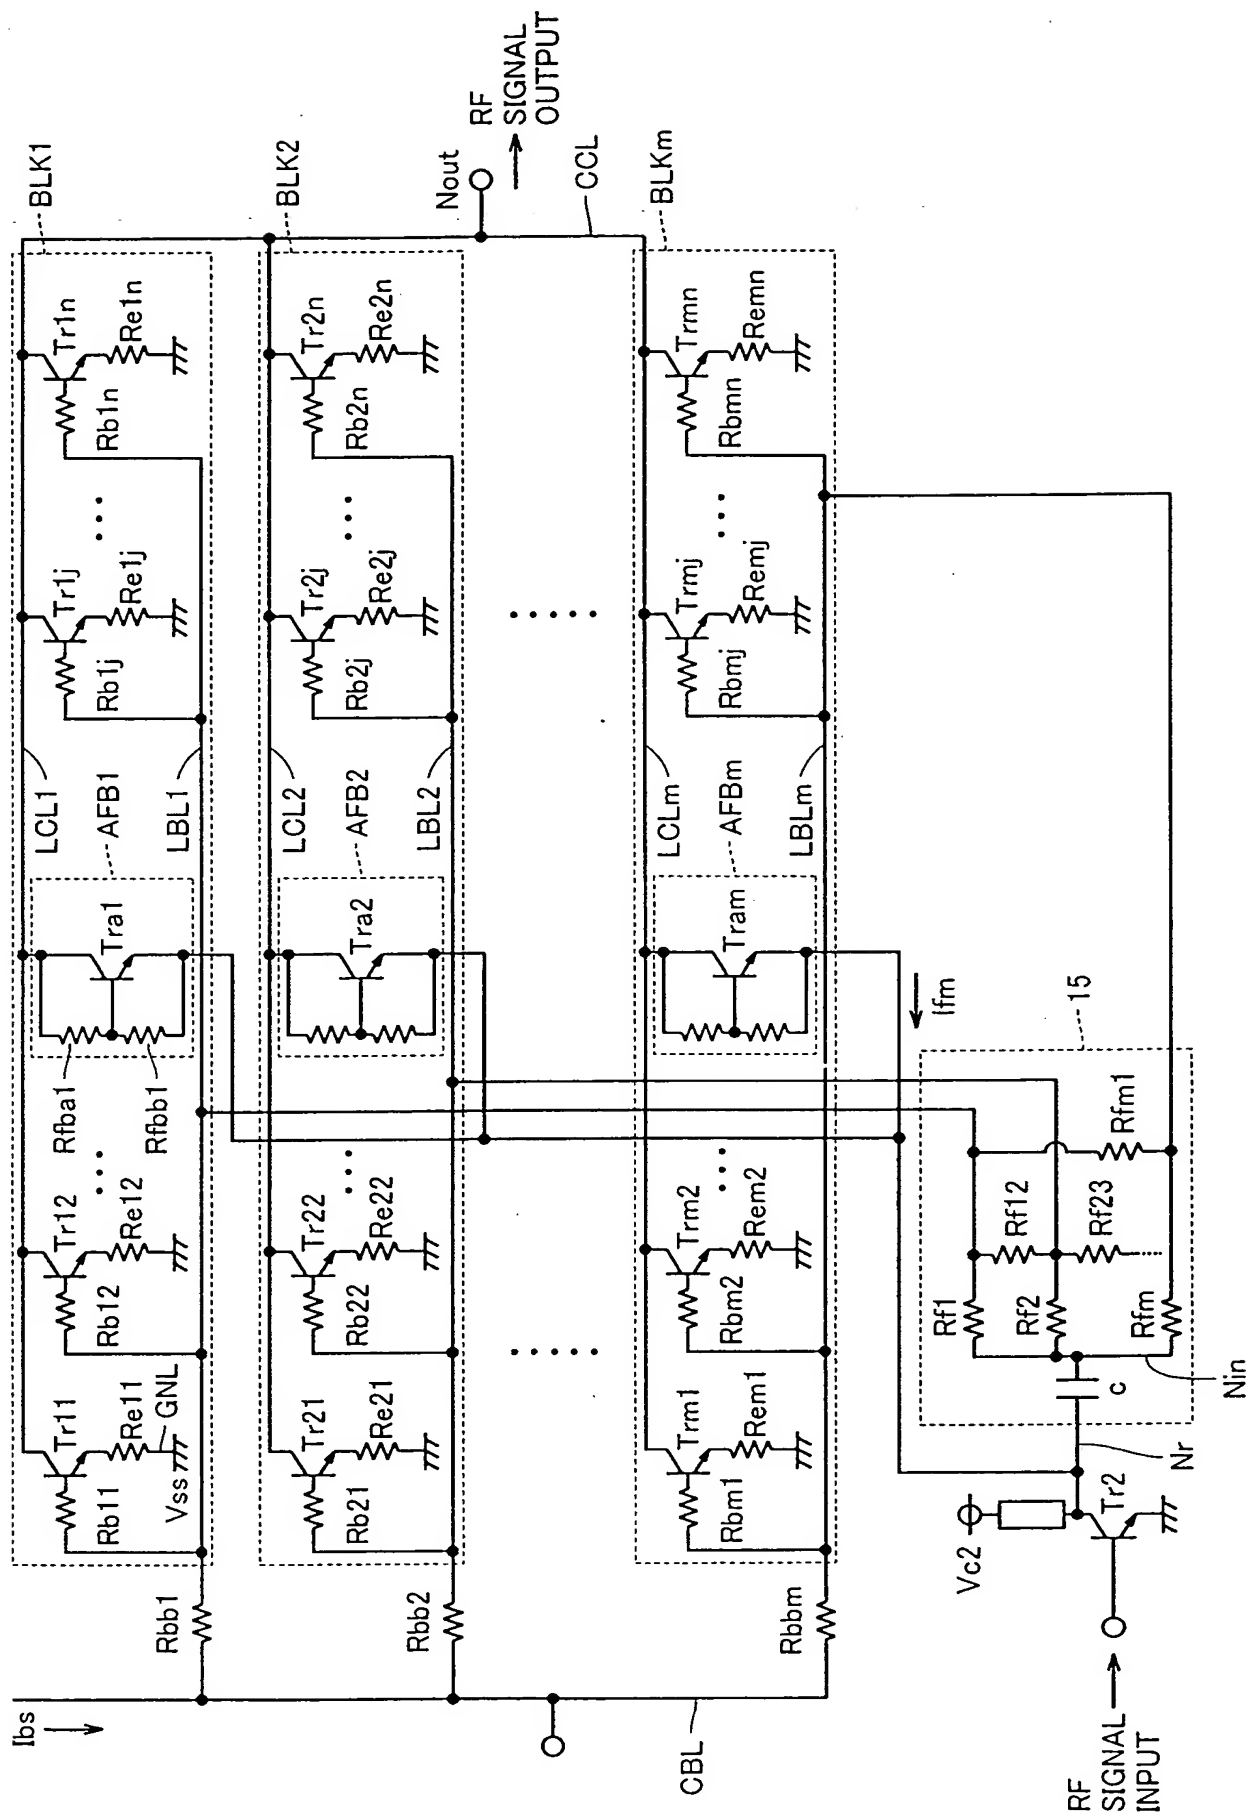 Ibs
Rbb1
Rb11
Tr11
Re11
GNL
Vss
Rb12
Tr12
Re12
Rfba1
Rfbb1
Tra1
LCL1
AFB1
LBL1
Rb1j
Tr1j
Re1j
Rb1n
Tr1n
Re1n
BLK1
Rbb2
Rb21
Tr21
Re21
Rb22
Tr22
Re22
Tra2
LCL2
AFB2
LBL2
Rb2j
Tr2j
Re2j
Rb2n
Tr2n
Re2n
BLK2
Nout
RF
SIGNAL
OUTPUT
CCL
CBL
Rbbm
Rbm1
Trm1
Rem1
Rbm2
Trm2
Rem2
Tram
LCLm
AFBm
LBLm
Rbmj
Trmj
Remj
Rbmn
Trmn
Remn
BLKm
Ifm
15
RF
SIGNAL
INPUT
Vc2
Tr2
Nr
c
Nin
Rf1
Rf2
Rfm
Rf12
Rf23
Rfm1